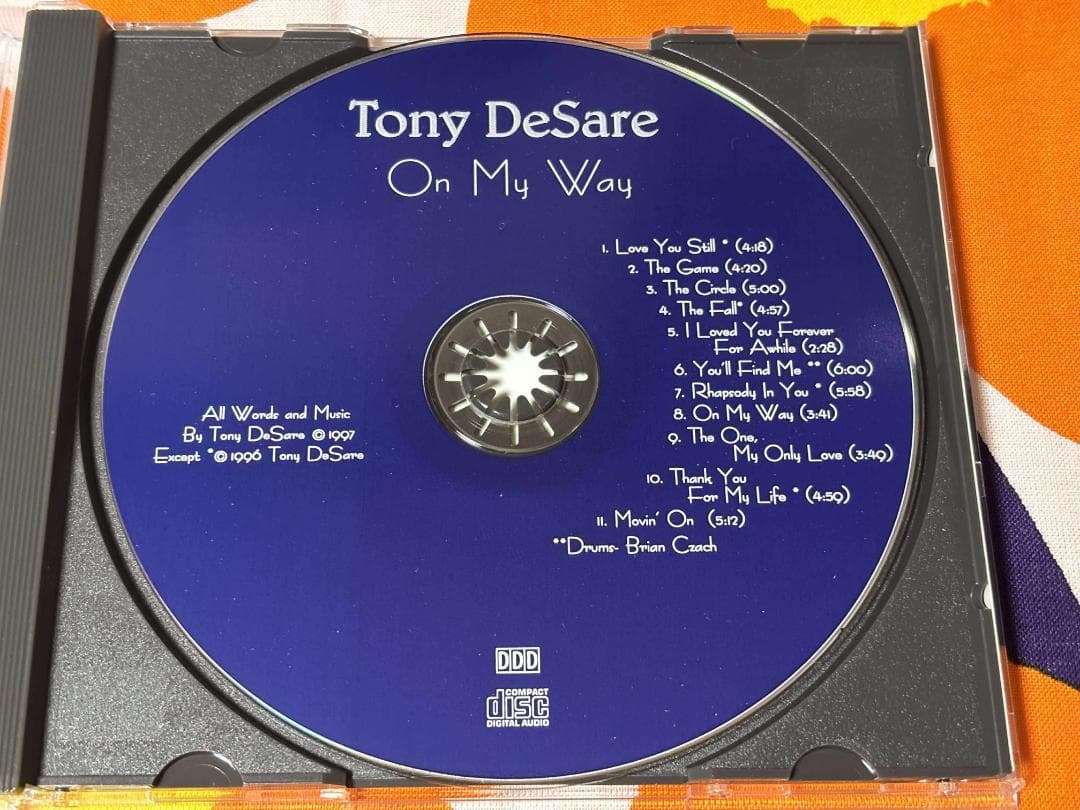 Tony DeSare
On My Way
1. Love You Still * (4:18)
2. The Game (4:20)
3. The Circle (5:00)
4. The Fall* (4:57)
5. I Loved You Forever
For Awhile (2:28)
6. You'll Find Me ** (6:00)
7. Rhapsody In You * (5:58)
8. On My Way (3:41)
9. The One,
My Only Love (3:49)
10. Thank You
For My Life * (4:59)
11. Movin' On (5:12)
**Drums- Brian Czach
All Words and Music
By Tony DeSare © 1997
Except *© 1996 Tony DeSare
DDD
COMPACT
disc
DIGITAL AUDIO